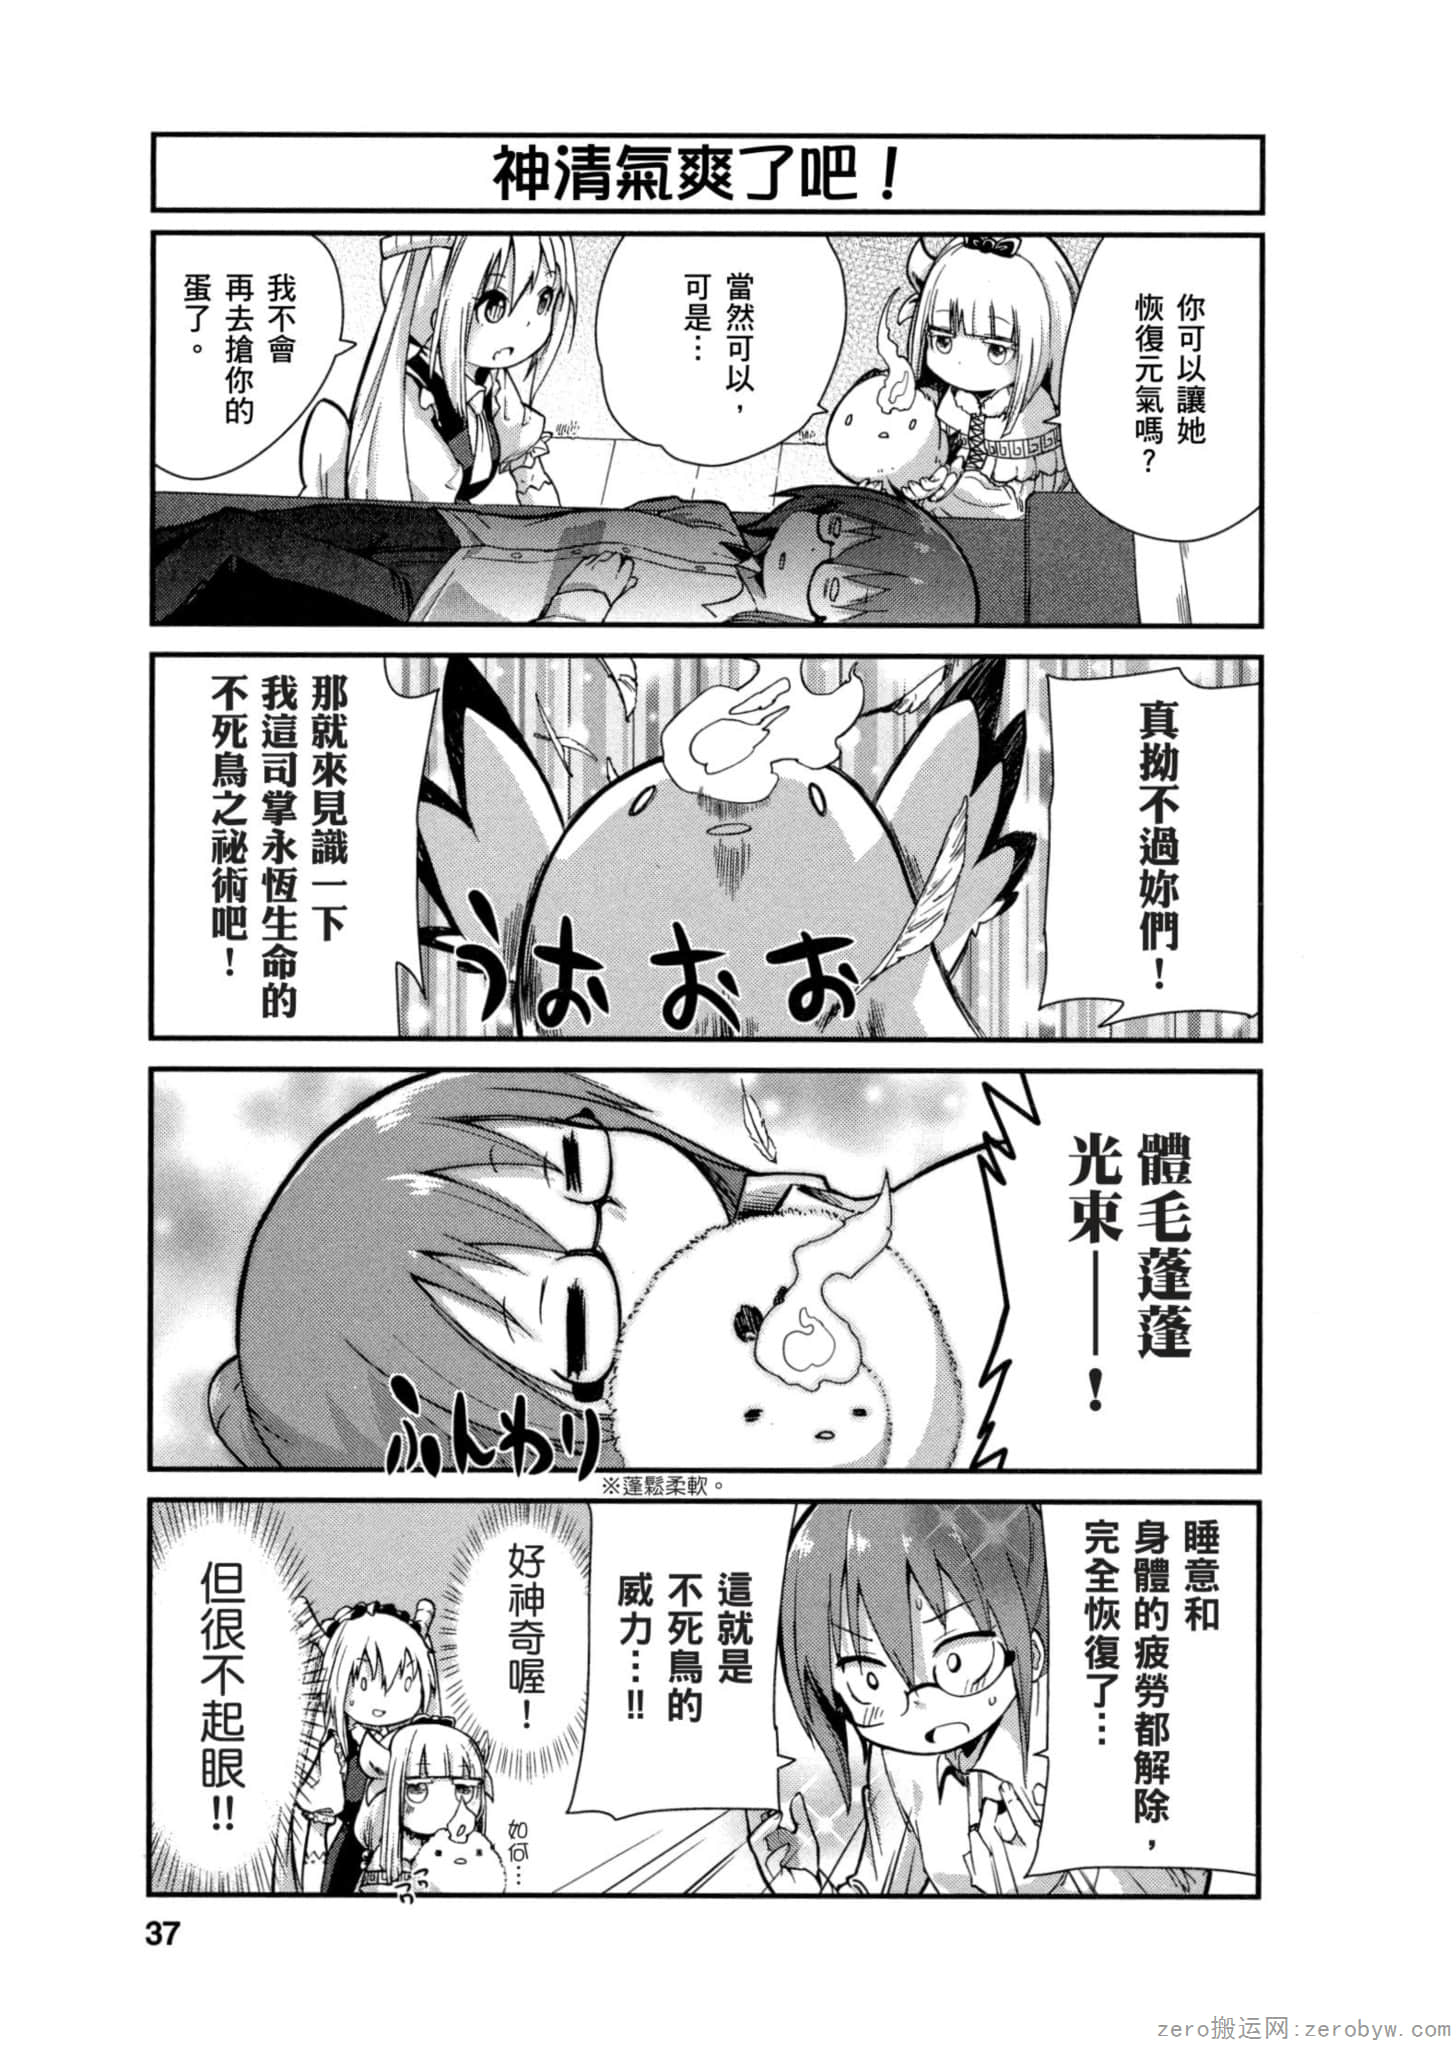 神清氣爽了吧！
你可以讓她
恢復元氣嗎？
當然可以，
可是…
我不會
再去搶你的
蛋了。
真拗不過妳們！
うおおお
那就來見識一下
我這司掌永恆生命的
不死鳥之祕術吧！
體毛蓬蓬
光束——！
ふんわり
※蓬鬆柔軟。
睡意和
身體的疲勞都解除，
完全恢復了…
這就是
不死鳥的
威力…!!
好神奇喔！
如何…
但很不起眼!!
37
zero搬运网:zerobyw.com